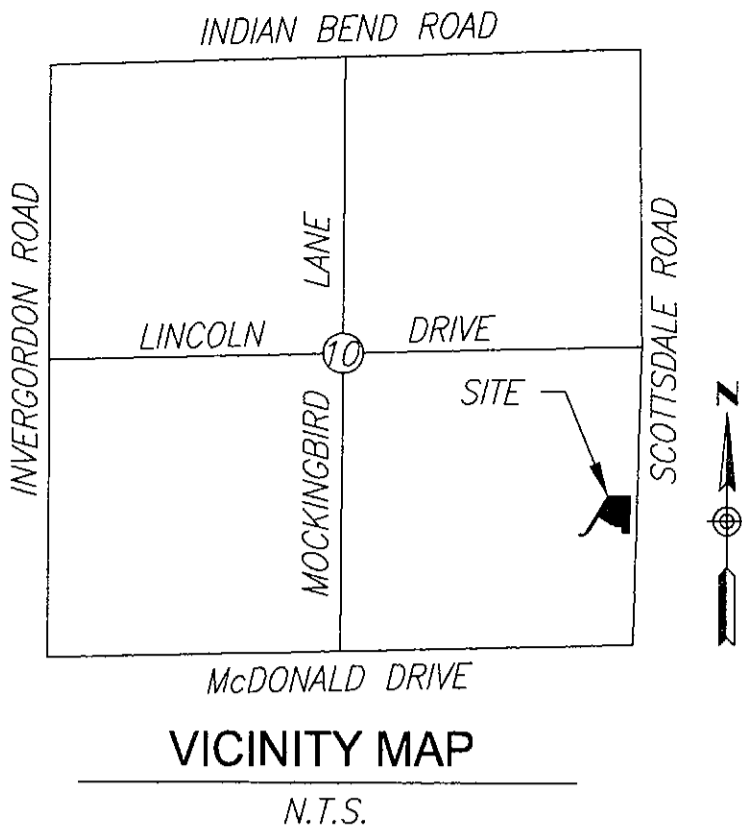 INDIAN BEND ROAD
INVERGORDON ROAD
LANE
SCOTTSDALE ROAD
LINCOLN
10
DRIVE
SITE
MOCKINGBIRD
N
McDONALD DRIVE
VICINITY MAP
N.T.S.